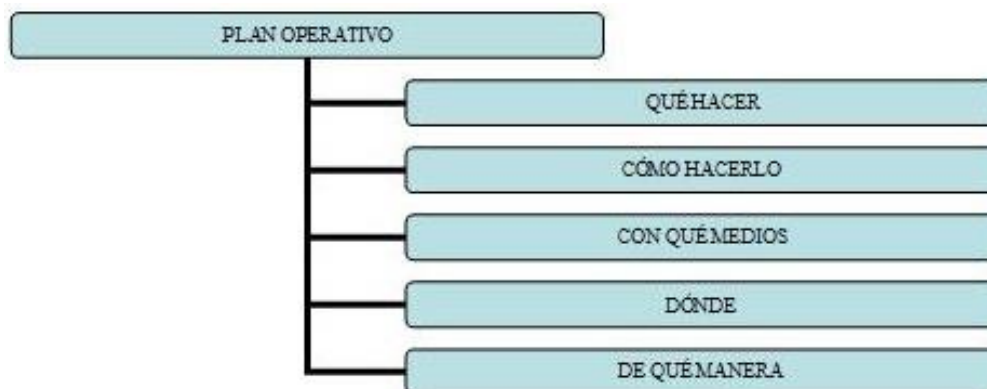 PLAN OPERATIVO
QUÉ HACER
CÓMO HACERLO
CON QUÉ MEDIOS
DÓNDE
DE QUÉ MANERA